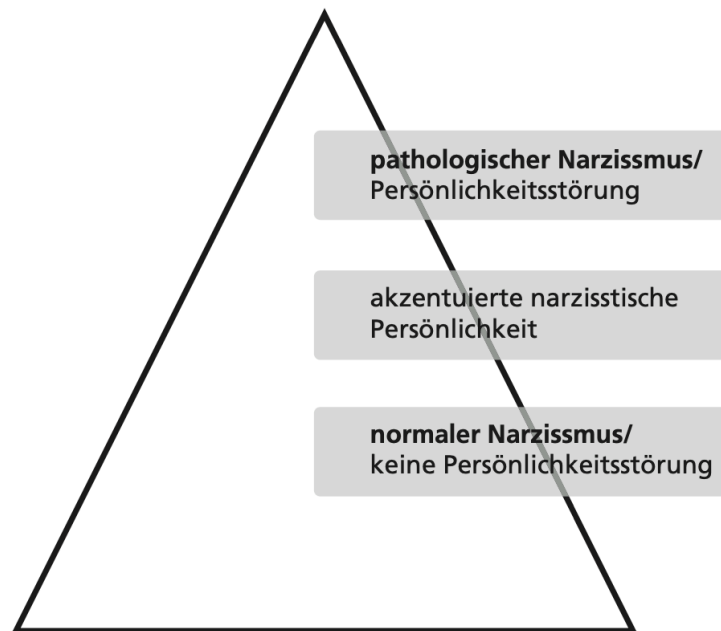 pathologischer Narzissmus/
Persönlichkeitsstörung
akzentuierte narzisstische
Persönlichkeit
normaler Narzissmus/
keine Persönlichkeitsstörung